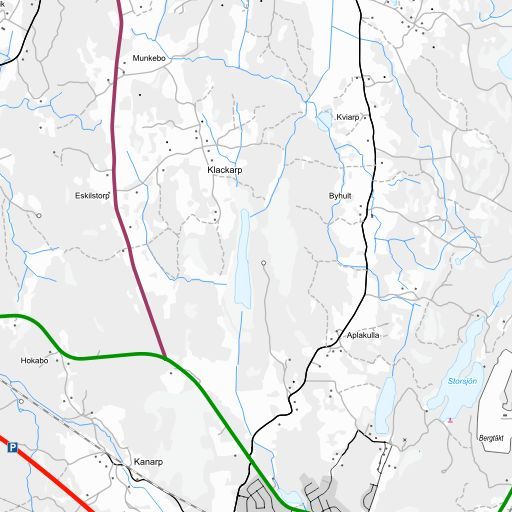 Munkebo
Kviarp
Klackarp
Eskilstorp
Byhult
Aplakulla
Hokabo
Storsjön
Bergtäkt
P
Kanarp